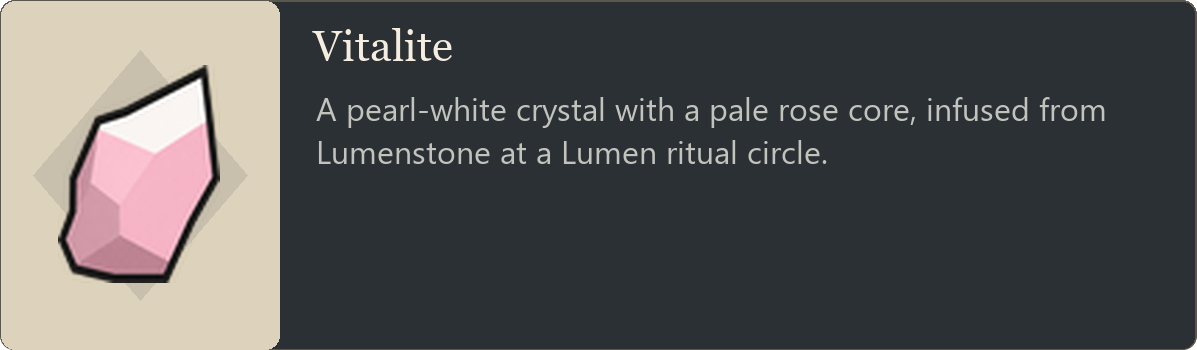 Vitalite
A pearl-white crystal with a pale rose core, infused from
Lumenstone at a Lumen ritual circle.